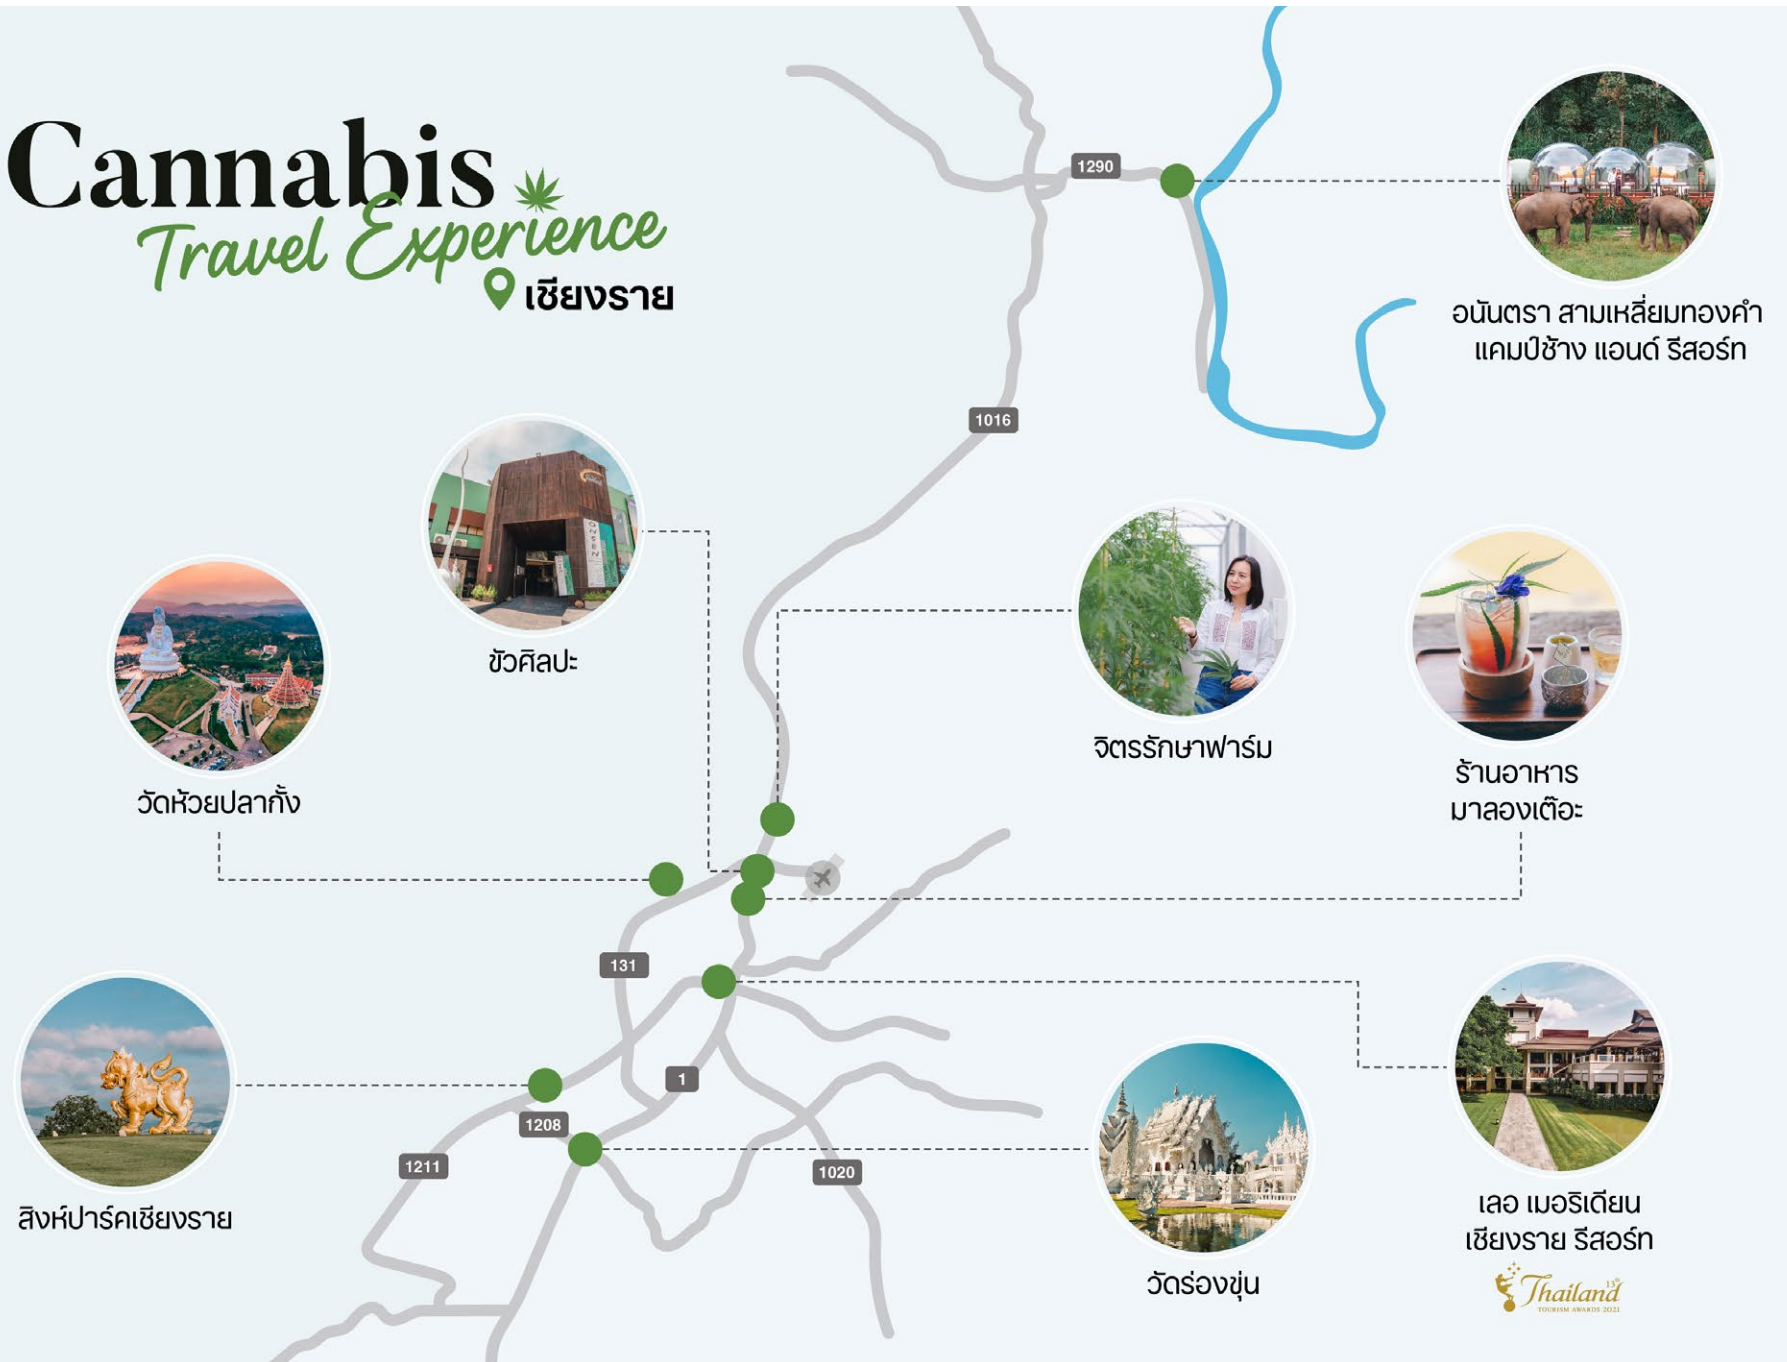 Cannabis
Travel Experience
เชียงราย
1290
อนันตรา สามเหลี่ยมทองคำ
แคมป์ช้าง แอนด์ รีสอร์ท
1016
ขัวศิลปะ
จิตรรักษาฟาร์ม
ร้านอาหาร
มาลองเต๊อะ
วัดห้วยปลากั้ง
131
1
1208
1211
1020
สิงห์ปาร์คเชียงราย
วัดร่องขุ่น
เลอ เมอริเดียน
เชียงราย รีสอร์ท
13th
Thailand
TOURISM AWARDS 2021